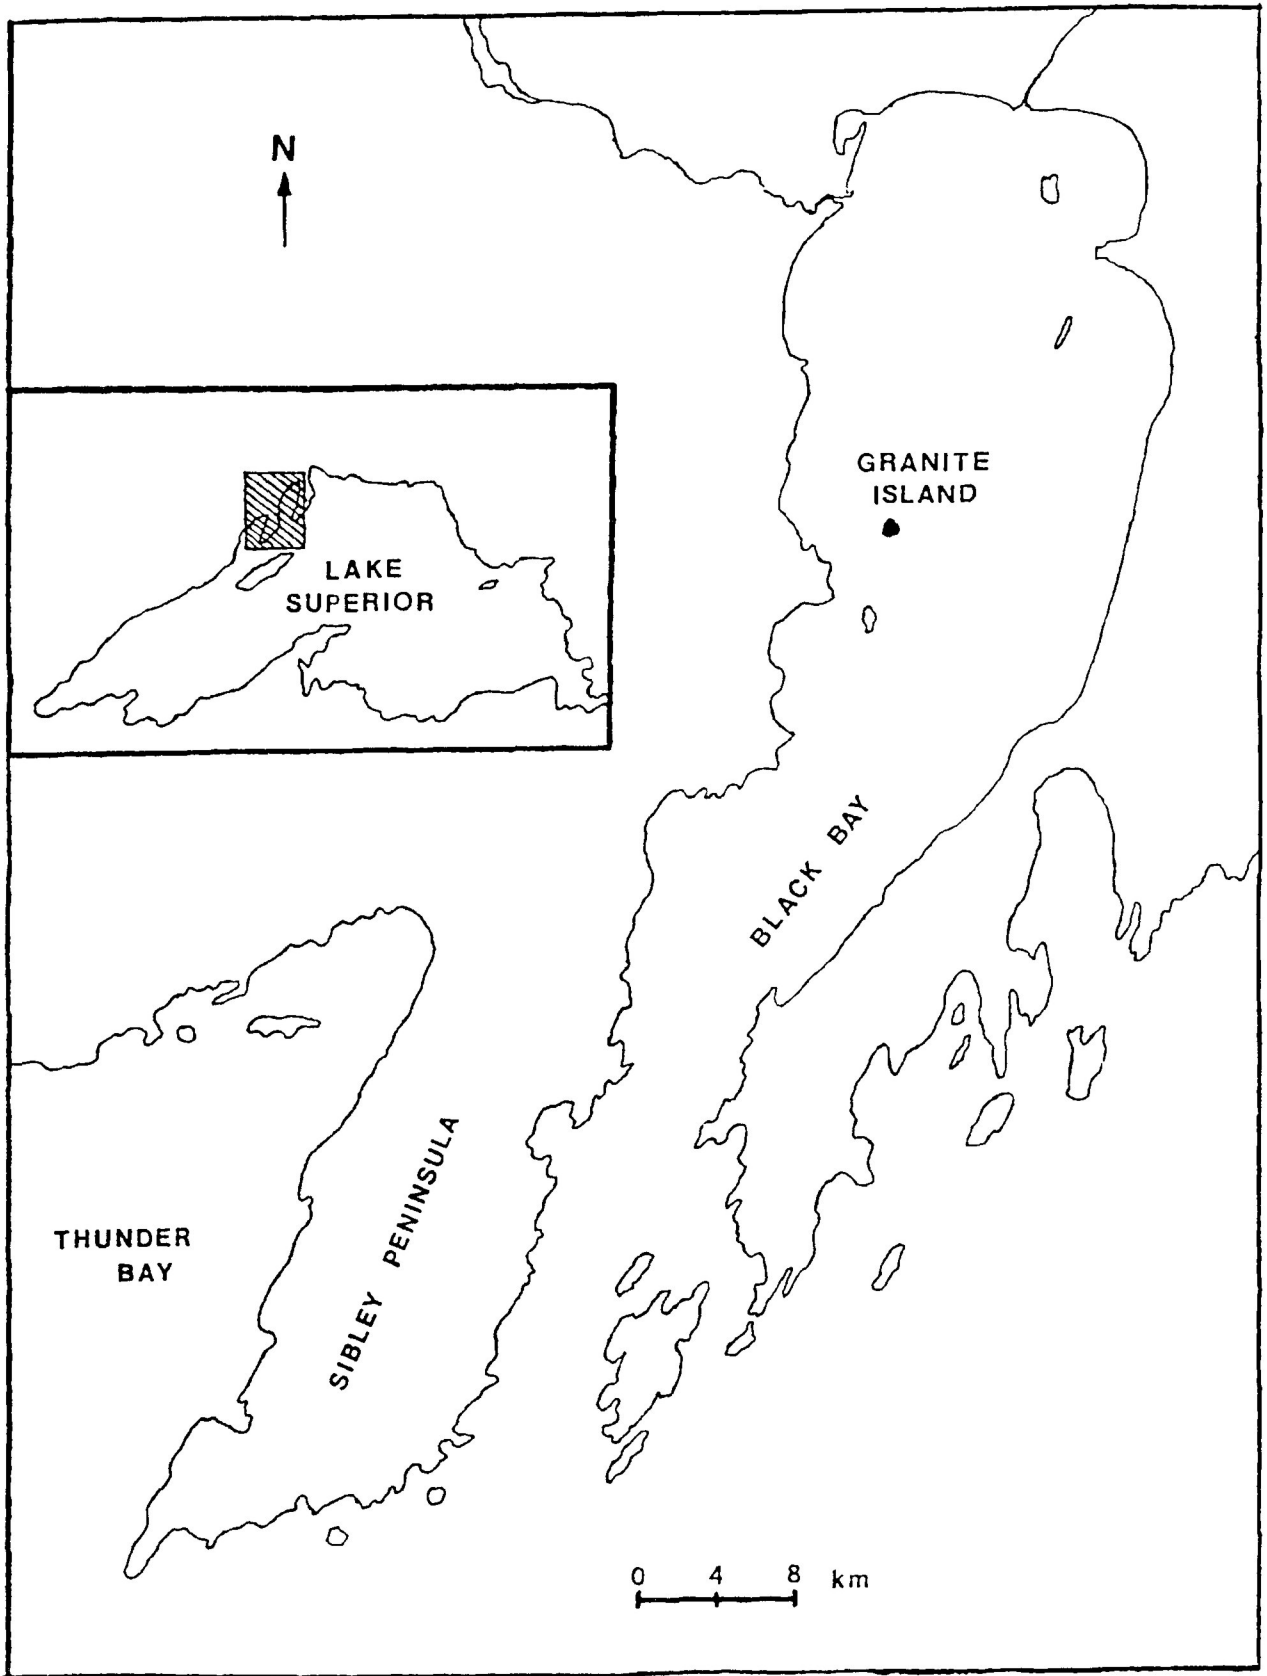 N
GRANITE
ISLAND
LAKE
SUPERIOR
BLACK BAY
THUNDER
BAY
SIBLEY PENINSULA
0 4 8 km